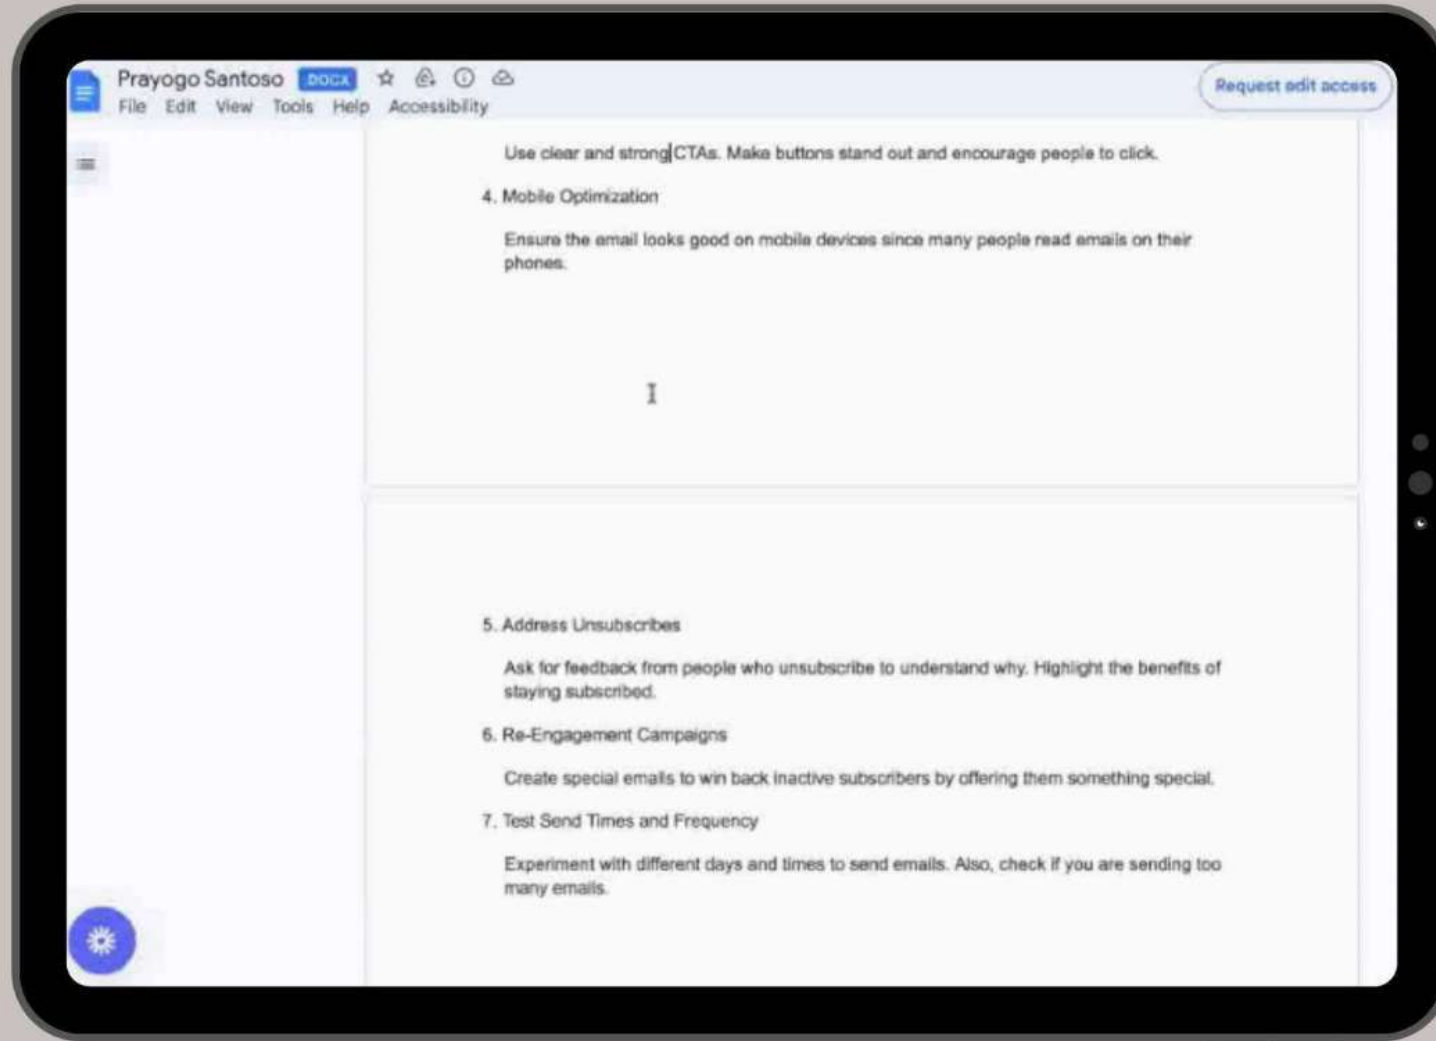 Prayogo Santoso DOCX
Request edit access
File Edit View Tools Help Accessibility
Use clear and strong CTAs. Make buttons stand out and encourage people to click.
4. Mobile Optimization
Ensure the email looks good on mobile devices since many people read emails on their
phones.
5. Address Unsubscribes
Ask for feedback from people who unsubscribe to understand why. Highlight the benefits of
staying subscribed.
6. Re-Engagement Campaigns
Create special emails to win back inactive subscribers by offering them something special.
7. Test Send Times and Frequency
Experiment with different days and times to send emails. Also, check if you are sending too
many emails.